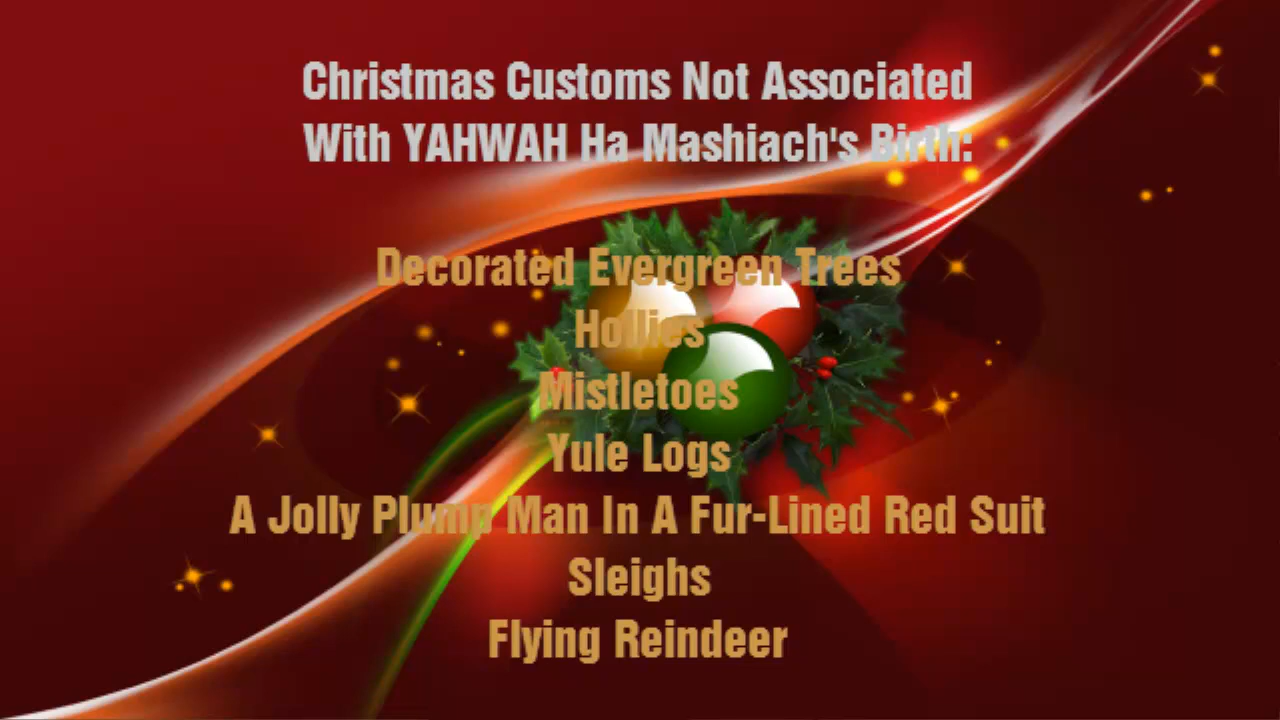 Christmas Customs Not Associated
With YAHWAH Ha Mashiach's Birth:
Decorated Evergreen Trees
Hollies
Mistletoes
Yule Logs
A Jolly Plump Man In A Fur-Lined Red Suit
Sleighs
Flying Reindeer